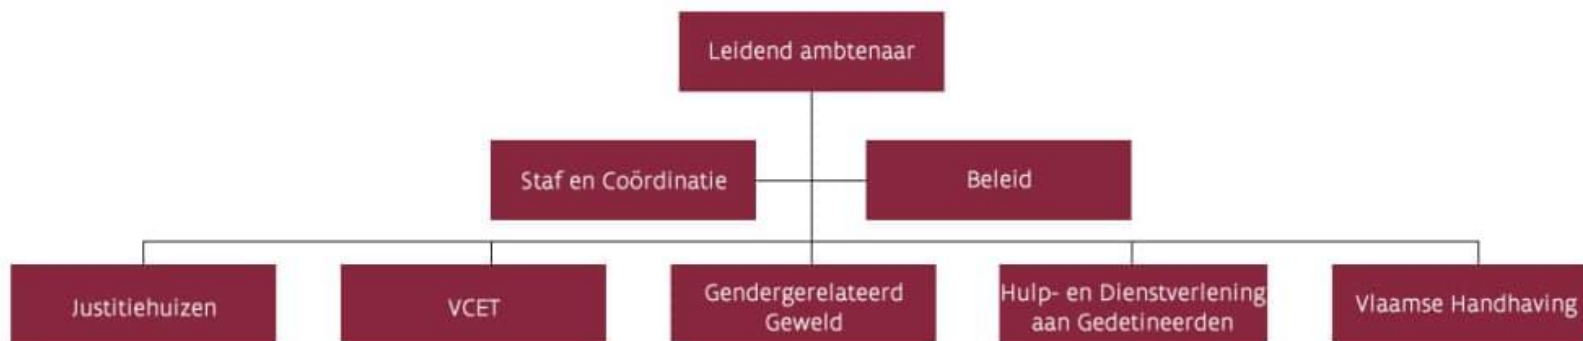 Leidend ambtenaar
Staf en Coördinatie
Beleid
Justitiehuizen
VCET
Gendergerelateerd
Geweld
Hulp- en Dienstverlening
aan Gedetineerden
Vlaamse Handhaving